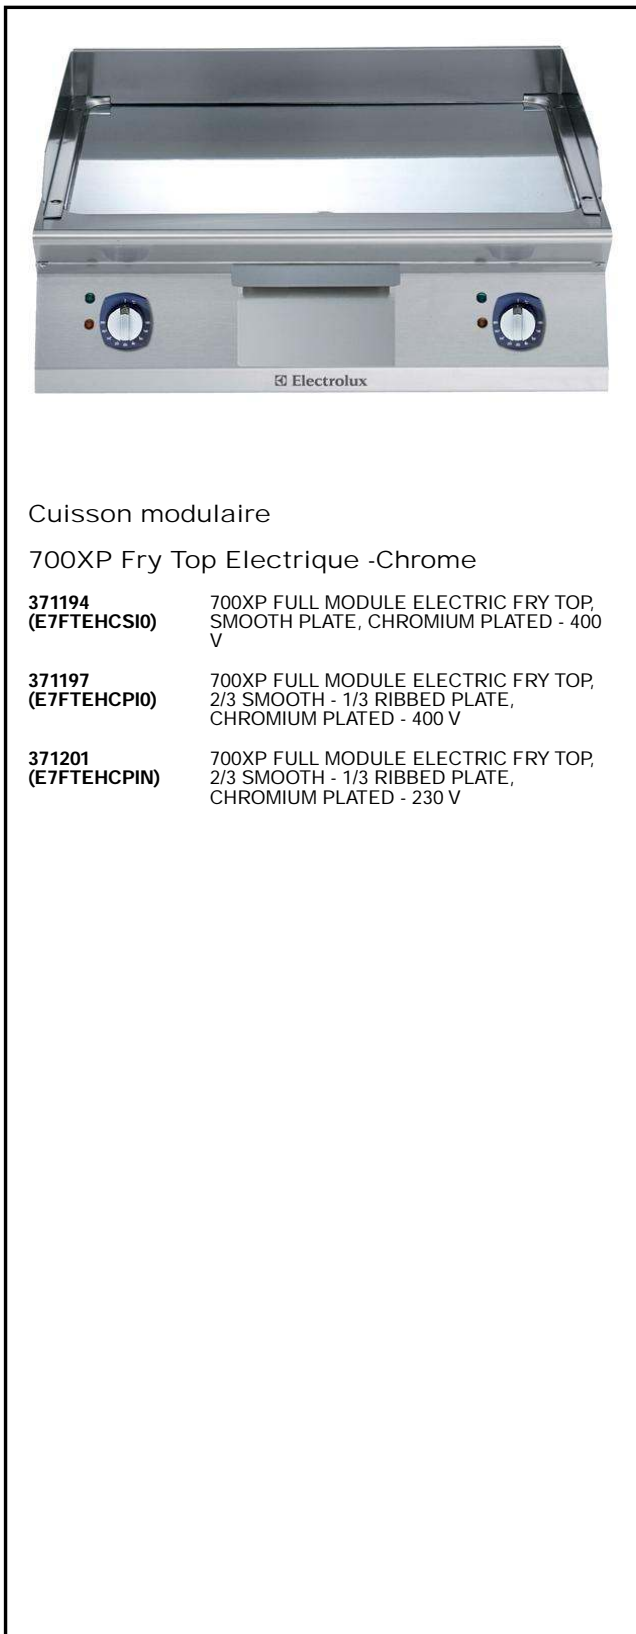 Electrolux
Cuisson modulaire
700XP Fry Top Electrique -Chrome
371194 700XP FULL MODULE ELECTRIC FRY TOP,
(E7FTEHCSI0) SMOOTH PLATE, CHROMIUM PLATED - 400
V
371197 700XP FULL MODULE ELECTRIC FRY TOP,
(E7FTEHCPI0) 2/3 SMOOTH - 1/3 RIBBED PLATE,
CHROMIUM PLATED - 400 V
371201 700XP FULL MODULE ELECTRIC FRY TOP,
(E7FTEHCPIN) 2/3 SMOOTH - 1/3 RIBBED PLATE,
CHROMIUM PLATED - 230 V